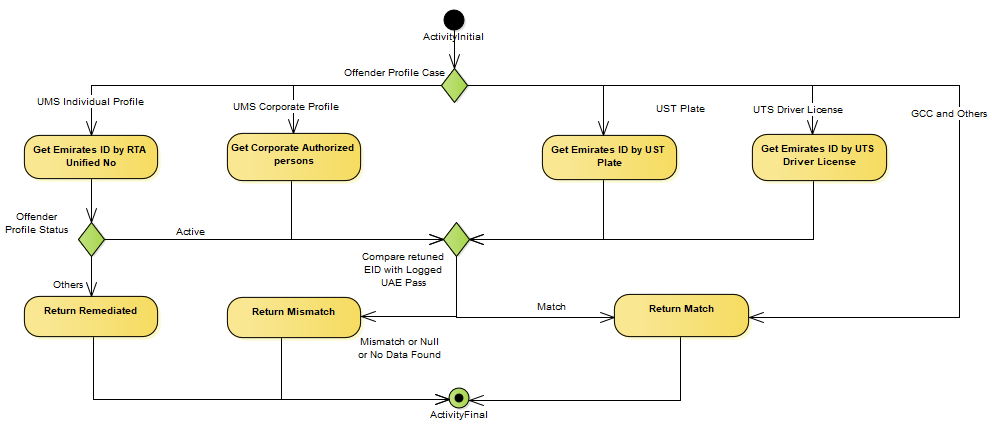 ActivityInitial
Offender Profile Case
UMS Individual Profile
UMS Corporate Profile
UST Plate
UTS Driver License
GCC and Others
Get Emirates ID by RTA
Unified No
Get Corporate Authorized
persons
Get Emirates ID by UST
Plate
Get Emirates ID by UTS
Driver License
Offender
Profile Status
Active
Compare retuned
EID with Logged
UAE Pass
Others
Return Remediated
Return Mismatch
Match
Return Match
Mismatch or Null
or No Data Found
ActivityFinal